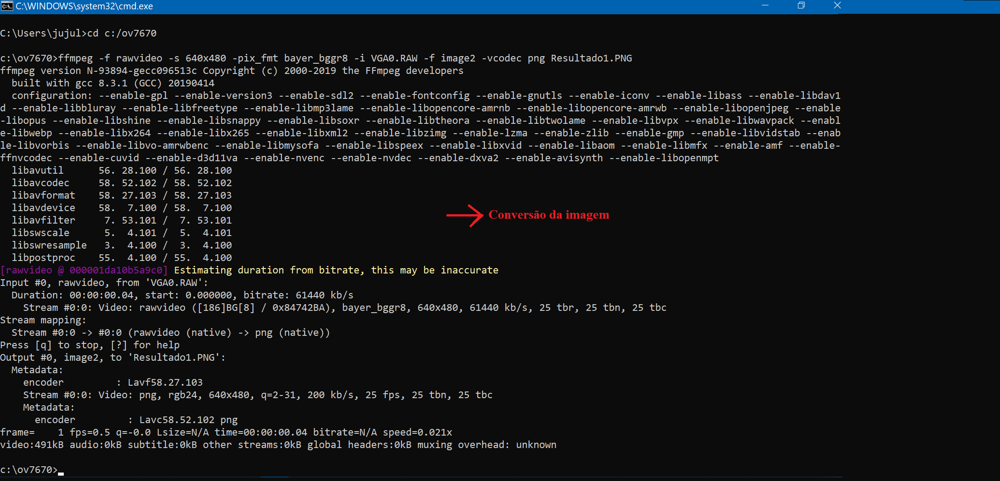 C:\WINDOWS\system32\cmd.exe
C:\Users\jujul>cd c:/ov7670
c:\ov7670>ffmpeg -f rawvideo -s 640x480 -pix_fmt bayer_bggr8 -i VGA0.RAW -f image2 -vcodec png Resultado1.PNG
ffmpeg version N-93894-gecc096513c Copyright (c) 2000-2019 the FFmpeg developers
  built with gcc 8.3.1 (GCC) 20190414
  configuration: --enable-gpl --enable-version3 --enable-sdl2 --enable-fontconfig --enable-gnutls --enable-iconv --enable-libass --enable-libdav1
d --enable-libbluray --enable-libfreetype --enable-libmp3lame --enable-libopencore-amrnb --enable-libopencore-amrwb --enable-libopenjpeg --enable
-libopus --enable-libshine --enable-libsnappy --enable-libsoxr --enable-libtheora --enable-libtwolame --enable-libvpx --enable-libwavpack --enabl
e-libwebp --enable-libx264 --enable-libx265 --enable-libxml2 --enable-libzimg --enable-lzma --enable-zlib --enable-gmp --enable-libvidstab --enab
le-libvorbis --enable-libvo-amrwbenc --enable-libmysofa --enable-libspeex --enable-libxvid --enable-libaom --enable-libmfx --enable-amf --enable-
ffnvcodec --enable-cuvid --enable-d3d11va --enable-nvenc --enable-nvdec --enable-dxva2 --enable-avisynth --enable-libopenmpt
  libavutil      56. 28.100 / 56. 28.100
  libavcodec     58. 52.102 / 58. 52.102
  libavformat    58. 27.103 / 58. 27.103
  libavdevice    58.  7.100 / 58.  7.100
Conversão da imagem
  libavfilter     7. 53.101 /  7. 53.101
  libswscale      5.  4.101 /  5.  4.101
  libswresample   3.  4.100 /  3.  4.100
  libpostproc    55.  4.100 / 55.  4.100
[rawvideo @ 000001da10b5a9c0] Estimating duration from bitrate, this may be inaccurate
Input #0, rawvideo, from 'VGA0.RAW':
  Duration: 00:00:00.04, start: 0.000000, bitrate: 61440 kb/s
    Stream #0:0: Video: rawvideo ([186]BG[8] / 0x84742BA), bayer_bggr8, 640x480, 61440 kb/s, 25 tbr, 25 tbn, 25 tbc
Stream mapping:
  Stream #0:0 -> #0:0 (rawvideo (native) -> png (native))
Press [q] to stop, [?] for help
Output #0, image2, to 'Resultado1.PNG':
  Metadata:
    encoder         : Lavf58.27.103
    Stream #0:0: Video: png, rgb24, 640x480, q=2-31, 200 kb/s, 25 fps, 25 tbn, 25 tbc
    Metadata:
      encoder         : Lavc58.52.102 png
frame=    1 fps=0.5 q=-0.0 Lsize=N/A time=00:00:00.04 bitrate=N/A speed=0.021x
video:491kB audio:0kB subtitle:0kB other streams:0kB global headers:0kB muxing overhead: unknown
c:\ov7670>